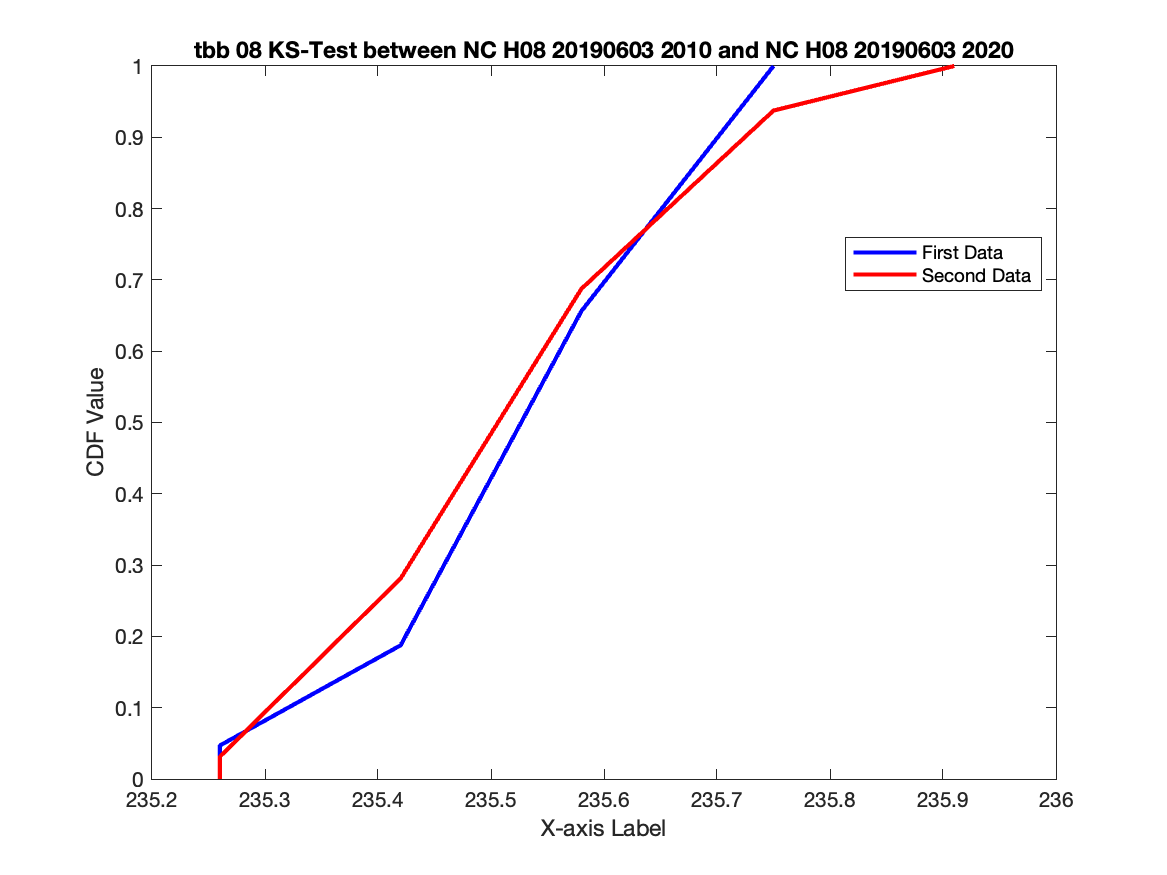 tbb 08 KS-Test between NC H08 20190603 2010 and NC H08 20190603 2020
1
0.9
0.8
0.7
0.6
0.5
0.4
0.3
0.2
0.1
0
CDF Value
First Data
Second Data
235.2 235.3 235.4 235.5 235.6 235.7 235.8 235.9 236
X-axis Label